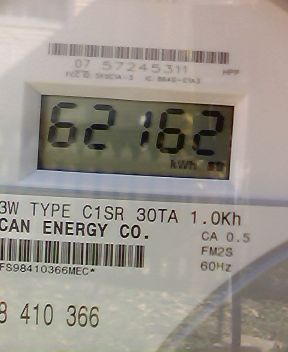 07 57245311 HPP
62162
kWh
3W TYPE C1SR 30TA 1.0Kh
CAN ENERGY CO.
CA 0.5
FM2S
60Hz
FS98410366MEC*
8 410 366